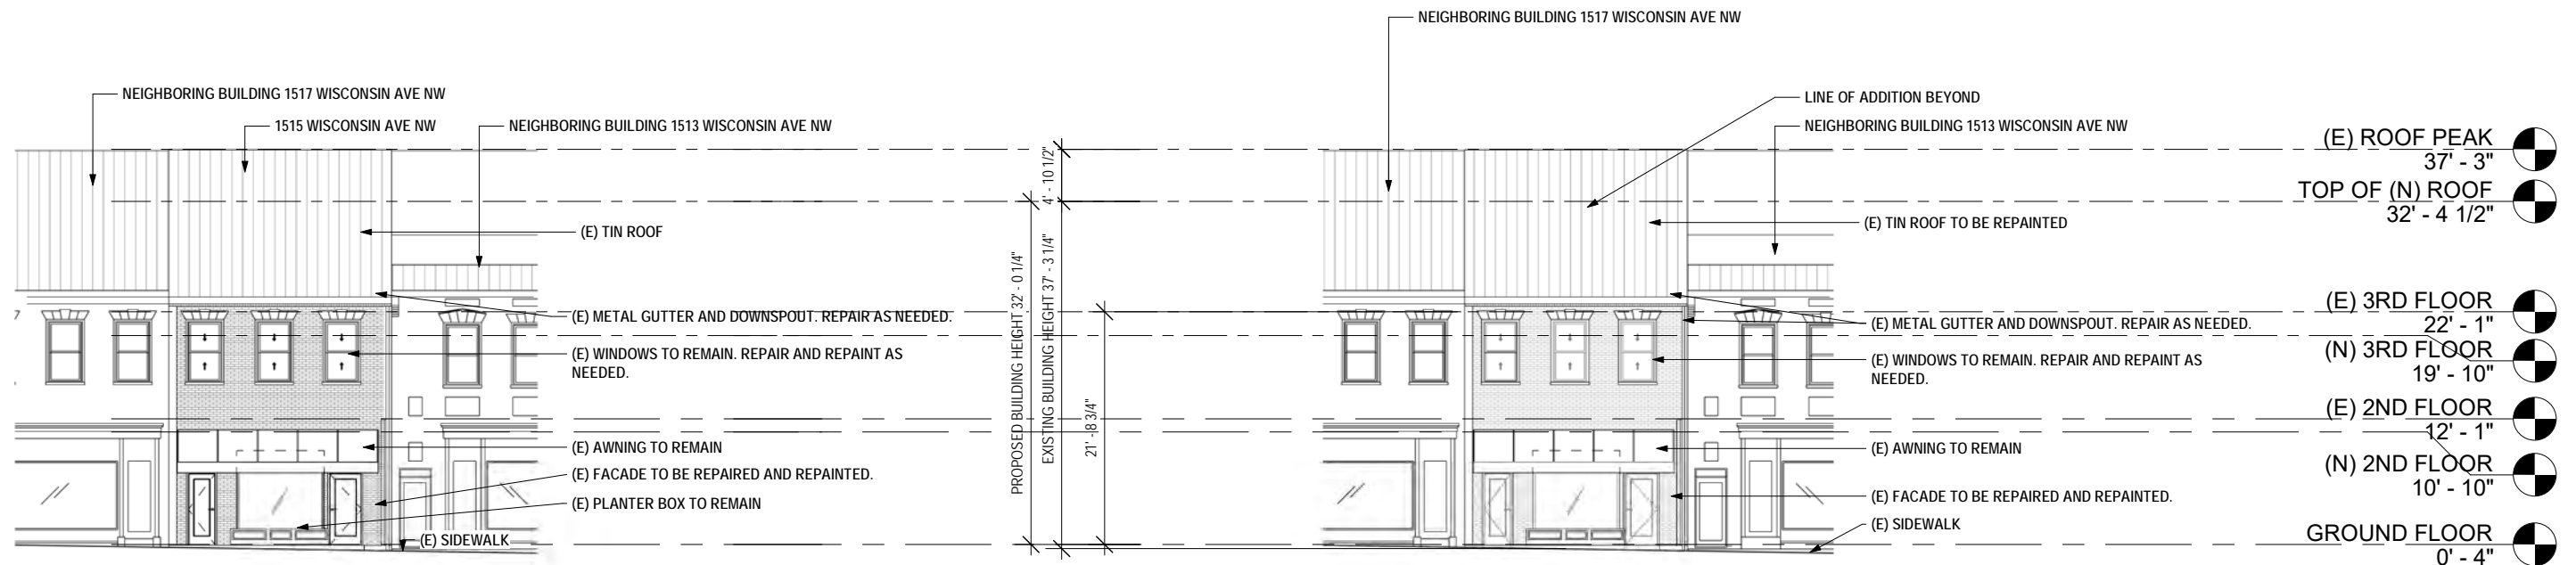 NEIGHBORING BUILDING 1517 WISCONSIN AVE NW
1515 WISCONSIN AVE NW
NEIGHBORING BUILDING 1513 WISCONSIN AVE NW
(E) TIN ROOF
(E) METAL GUTTER AND DOWNSPOUT. REPAIR AS NEEDED.
(E) WINDOWS TO REMAIN. REPAIR AND REPAINT AS
NEEDED.
(E) AWNING TO REMAIN
(E) FACADE TO BE REPAIRED AND REPAINTED.
(E) PLANTER BOX TO REMAIN
(E) SIDEWALK
PROPOSED BUILDING HEIGHT 32' - 0 1/4"
4' - 10 1/2"
EXISTING BUILDING HEIGHT 37' - 3 1/4"
21' - 8 3/4"
NEIGHBORING BUILDING 1517 WISCONSIN AVE NW
LINE OF ADDITION BEYOND
NEIGHBORING BUILDING 1513 WISCONSIN AVE NW
(E) TIN ROOF TO BE REPAINTED
(E) METAL GUTTER AND DOWNSPOUT. REPAIR AS NEEDED.
(E) WINDOWS TO REMAIN. REPAIR AND REPAINT AS
NEEDED.
(E) AWNING TO REMAIN
(E) FACADE TO BE REPAIRED AND REPAINTED.
(E) SIDEWALK
(E) ROOF PEAK
37' - 3"
TOP OF (N) ROOF
32' - 4 1/2"
(E) 3RD FLOOR
22' - 1"
(N) 3RD FLOOR
19' - 10"
(E) 2ND FLOOR
12' - 1"
(N) 2ND FLOOR
10' - 10"
GROUND FLOOR
0' - 4"